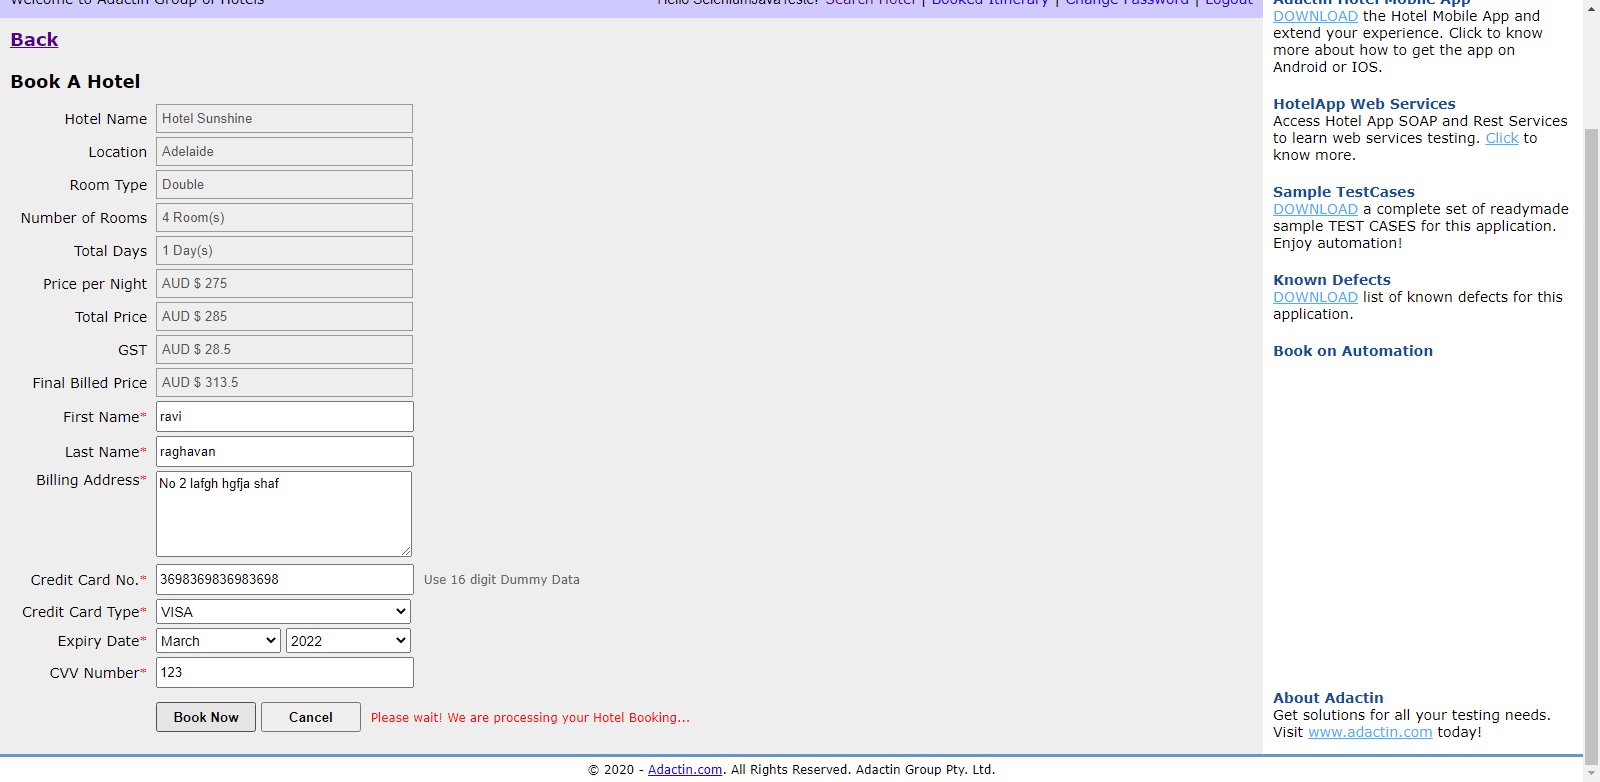 Welcome to Adactin Group of Hotels
Hello SeleniumJavaTeste! Search Hotel | Booked Itinerary | Change Password | Logout
Back
Book A Hotel
Hotel Name Hotel Sunshine
Location Adelaide
Room Type Double
Number of Rooms 4 Room(s)
Total Days 1 Day(s)
Price per Night AUD $ 275
Total Price AUD $ 285
GST AUD $ 28.5
Final Billed Price AUD $ 313.5
First Name* ravi
Last Name* raghavan
Billing Address* No 2 lafgh hgfja shaf
Credit Card No.* 3698369836983698 Use 16 digit Dummy Data
Credit Card Type* VISA
Expiry Date* March 2022
CVV Number* 123
Book Now Cancel Please wait! We are processing your Hotel Booking...
Adactin Hotel Mobile App
DOWNLOAD the Hotel Mobile App and
extend your experience. Click to know
more about how to get the app on
Android or IOS.
HotelApp Web Services
Access Hotel App SOAP and Rest Services
to learn web services testing. Click to
know more.
Sample TestCases
DOWNLOAD a complete set of readymade
sample TEST CASES for this application.
Enjoy automation!
Known Defects
DOWNLOAD list of known defects for this
application.
Book on Automation
About Adactin
Get solutions for all your testing needs.
Visit www.adactin.com today!
© 2020 - Adactin.com. All Rights Reserved. Adactin Group Pty. Ltd.